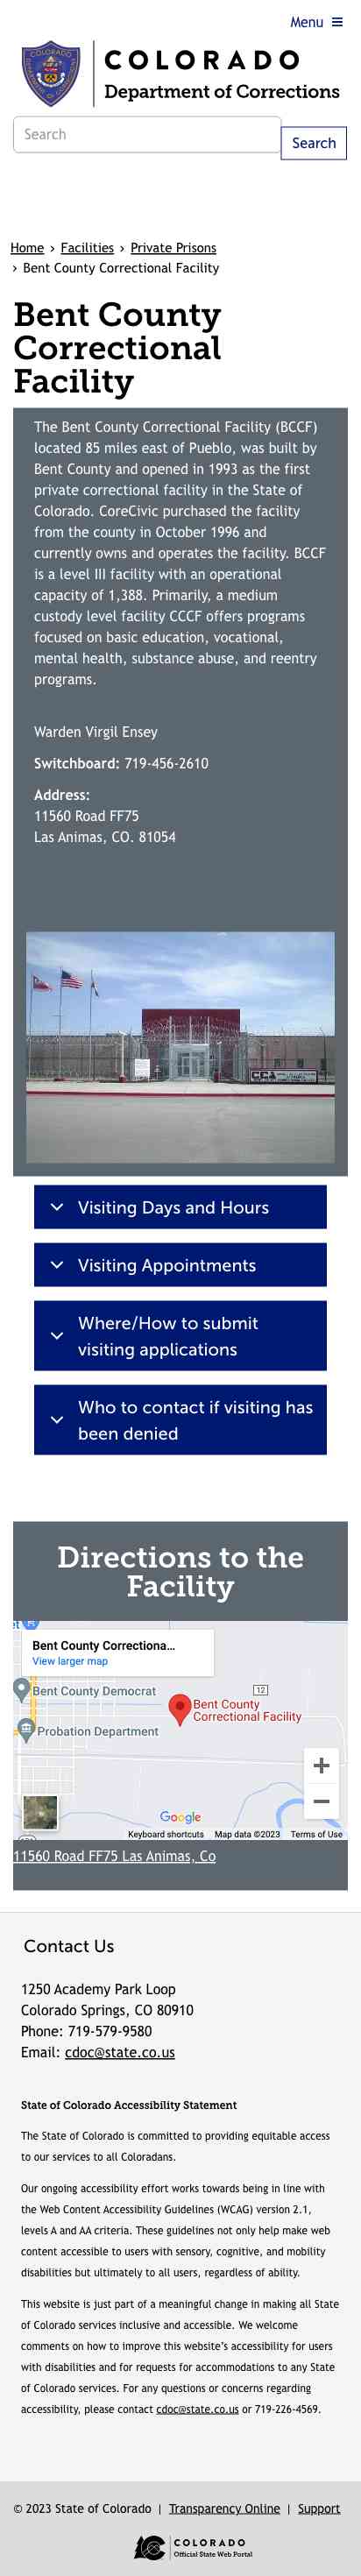 Menu
COLORADO
Department of Corrections
Search
Search
Home › Facilities › Private Prisons
› Bent County Correctional Facility
Bent County
Correctional
Facility
The Bent County Correctional Facility (BCCF)
located 85 miles east of Pueblo, was built by
Bent County and opened in 1993 as the first
private correctional facility in the State of
Colorado. CoreCivic purchased the facility
from the county in October 1996 and
currently owns and operates the facility. BCCF
is a level III facility with an operational
capacity of 1,388. Primarily, a medium
custody level facility CCCF offers programs
focused on basic education, vocational,
mental health, substance abuse, and reentry
programs.
Warden Virgil Ensey
Switchboard: 719-456-2610
Address:
11560 Road FF75
Las Animas, CO. 81054
CCA
Visiting Days and Hours
Visiting Appointments
Where/How to submit
visiting applications
Who to contact if visiting has
been denied
Directions to the
Facility
Bent County Correctiona...
View larger map
Bent County Democrat
12
Bent County
Correctional Facility
Probation Department
Google
Keyboard shortcuts Map data ©2023 Terms of Use
11560 Road FF75 Las Animas, Co
Contact Us
1250 Academy Park Loop
Colorado Springs, CO 80910
Phone: 719-579-9580
Email: cdoc@state.co.us
State of Colorado Accessibility Statement
The State of Colorado is committed to providing equitable access
to our services to all Coloradans.
Our ongoing accessibility effort works towards being in line with
the Web Content Accessibility Guidelines (WCAG) version 2.1,
levels A and AA criteria. These guidelines not only help make web
content accessible to users with sensory, cognitive, and mobility
disabilities but ultimately to all users, regardless of ability.
This website is just part of a meaningful change in making all State
of Colorado services inclusive and accessible. We welcome
comments on how to improve this website's accessibility for users
with disabilities and for requests for accommodations to any State
of Colorado services. For any questions or concerns regarding
accessibility, please contact cdoc@state.co.us or 719-226-4569.
© 2023 State of Colorado | Transparency Online | Support
COLORADO
Official State Web Portal